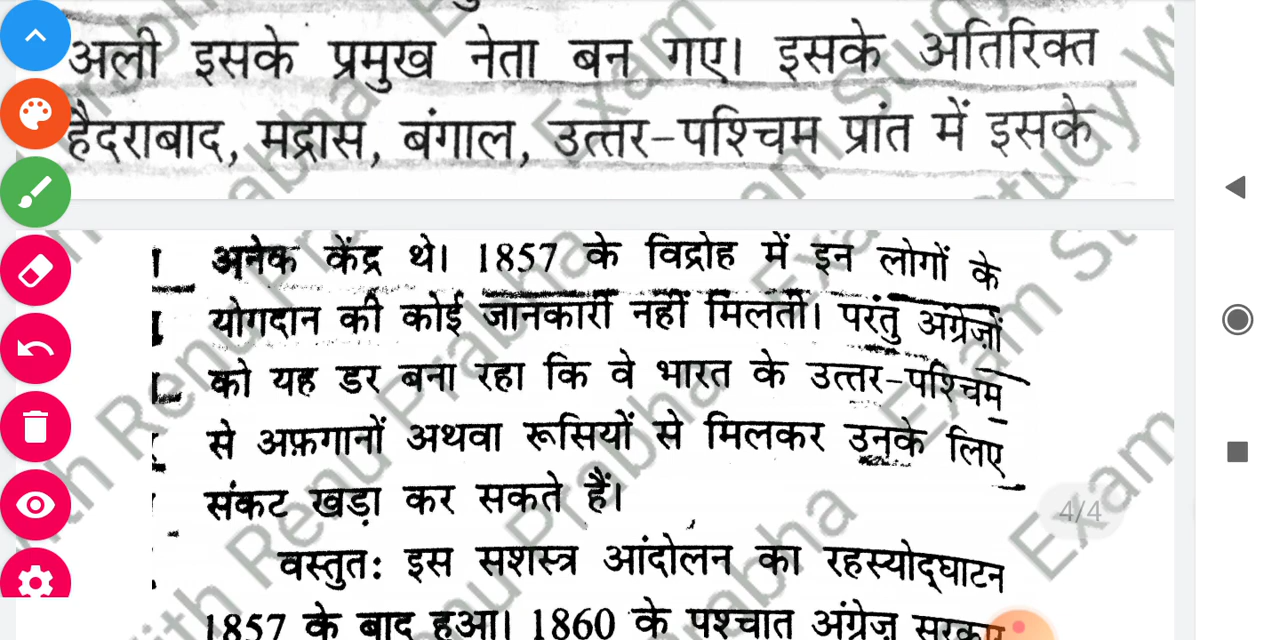 अली इसके प्रमुख नेता बन गए। इसके अतिरिक्त
हैदराबाद, मद्रास, बंगाल, उत्तर-पश्चिम प्रांत में इसके
अनेक केंद्र थे। 1857 के विद्रोह में इन लोगों के
योगदान की कोई जानकारी नहीं मिलती। परंतु अंग्रेज़ों
को यह डर बना रहा कि वे भारत के उत्तर-पश्चिम
से अफ़गानों अथवा रूसियों से मिलकर उनके लिए
संकट खड़ा कर सकते हैं।
4/4
वस्तुतः इस सशस्त्र आंदोलन का रहस्योद्घाटन
1857 के बाद हुआ। 1860 के पश्चात अंग्रेज़ सरकार